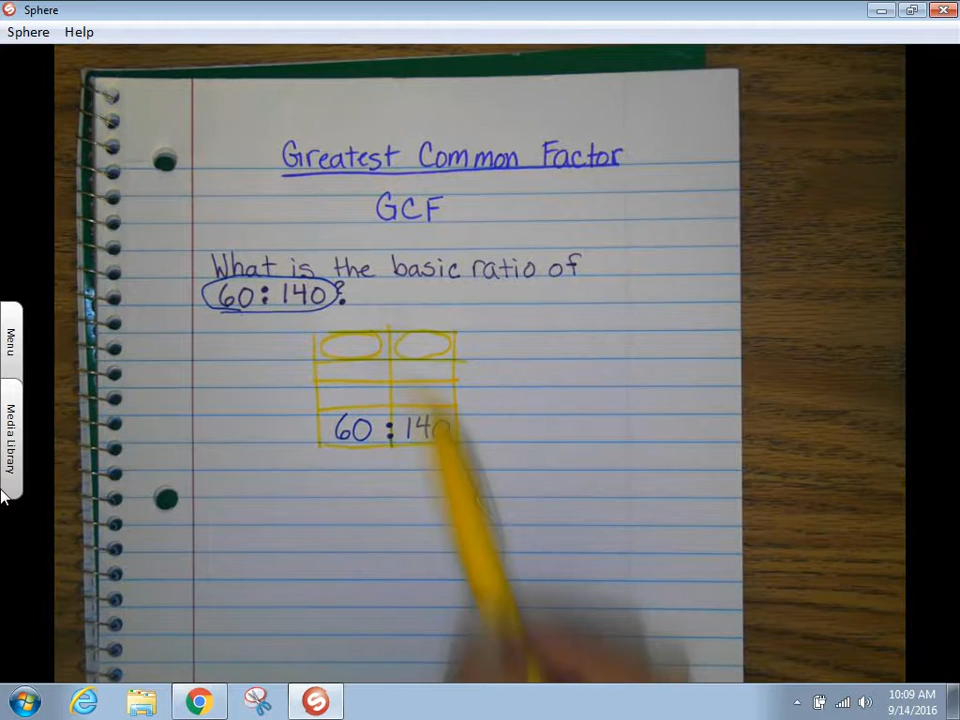 Sphere
Sphere Help
Greatest Common Factor
GCF
What is the basic ratio of
60:140?
60 : 140
Menu
Media Library
10:09 AM
9/14/2016